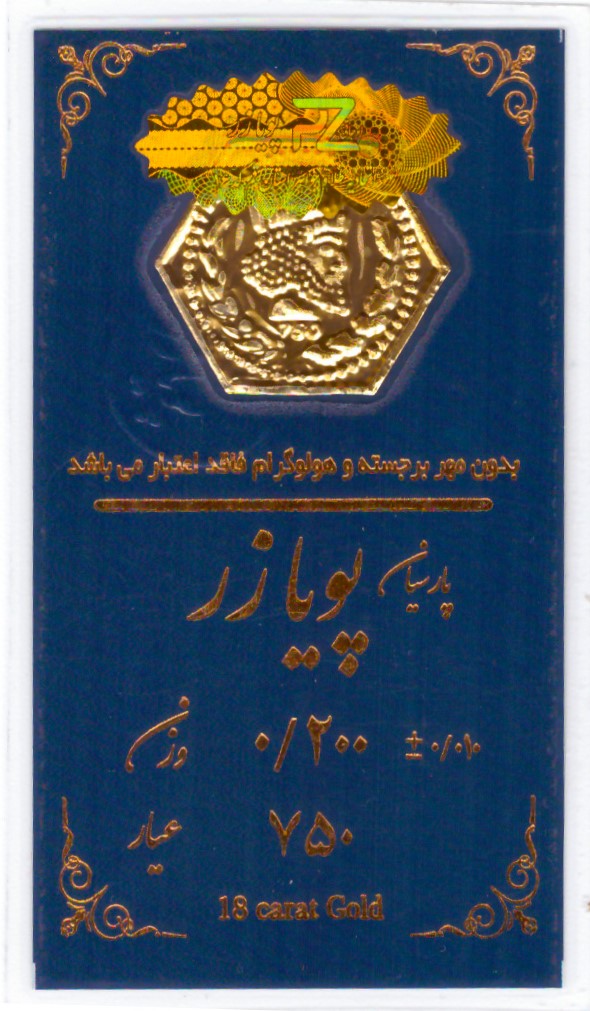 Z
بدون مهر برجسته و هولوگرام فاقد اعتبار می باشد
پارسیان پویا زر
وزن ۰/۲۰۰ ±۰/۰۱۰
عیار ۷۵۰
18 carat Gold